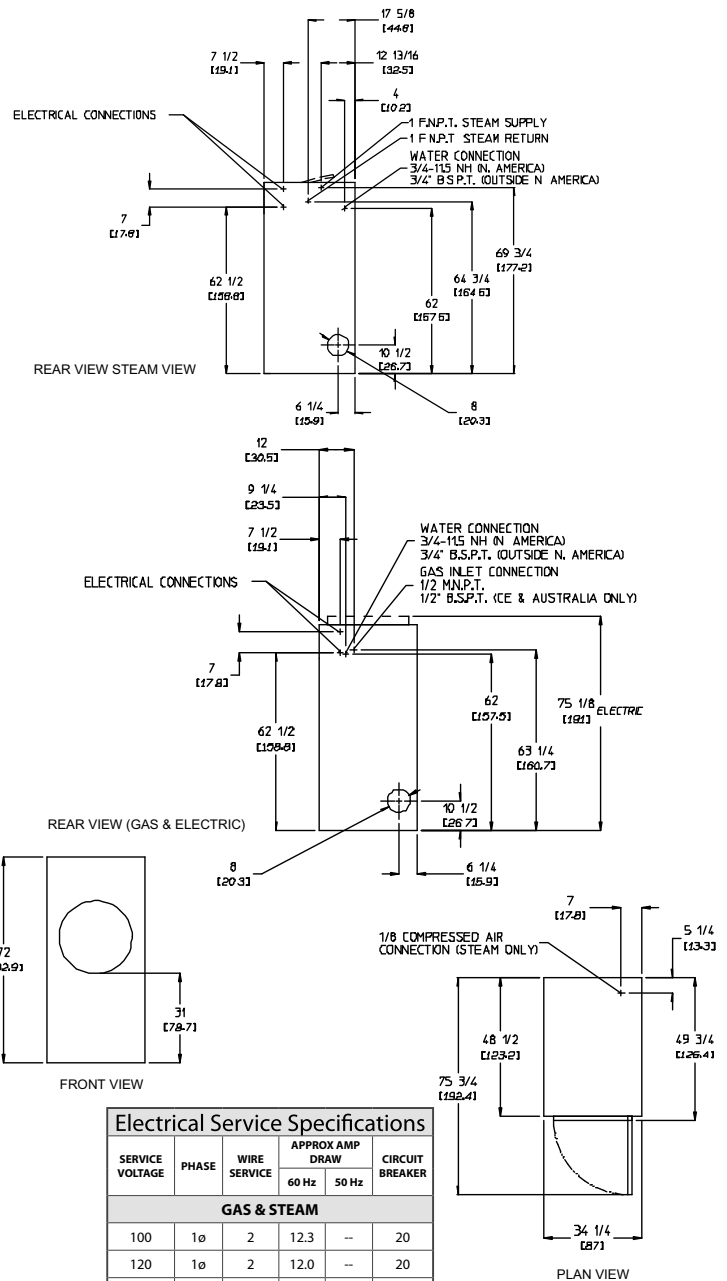 17 5/8
[44.8]
7 1/2
[19.1]
12 13/16
[32.5]
4
[10.2]
ELECTRICAL CONNECTIONS
1 F.N.P.T. STEAM SUPPLY
1 F.N.P.T STEAM RETURN
WATER CONNECTION
3/4-11.5 NH (N. AMERICA)
3/4" B.S.P.T. (OUTSIDE N AMERICA)
7
[17.8]
69 3/4
[177.2]
64 3/4
[164.5]
62 1/2
[158.8]
62
[157.5]
10 1/2
[26.7]
REAR VIEW STEAM VIEW
6 1/4
[15.9]
8
[20.3]
12
[30.5]
9 1/4
[23.5]
7 1/2
[19.1]
WATER CONNECTION
3/4-11.5 NH (N AMERICA)
3/4" B.S.P.T. (OUTSIDE N. AMERICA)
GAS INLET CONNECTION
1/2 M.N.P.T.
1/2" B.S.P.T. (CE & AUSTRALIA ONLY)
ELECTRICAL CONNECTIONS
7
[17.8]
62
[157.5]
75 1/8 ELECTRIC
[191]
62 1/2
[158.8]
63 1/4
[160.7]
10 1/2
[26.7]
REAR VIEW (GAS & ELECTRIC)
8
[20.3]
6 1/4
[15.9]
7
[17.8]
1/8 COMPRESSED AIR
CONNECTION (STEAM ONLY)
5 1/4
[13.3]
72
31
[78.7]
48 1/2
[123.2]
49 3/4
[126.4]
75 3/4
[192.4]
FRONT VIEW
34 1/4
[87]
PLAN VIEW
Electrical Service Specifications
SERVICE VOLTAGE PHASE WIRE SERVICE APPROX AMP DRAW CIRCUIT BREAKER
60 Hz 50 Hz
GAS & STEAM
100 1ø 2 12.3 -- 20
120 1ø 2 12.0 -- 20